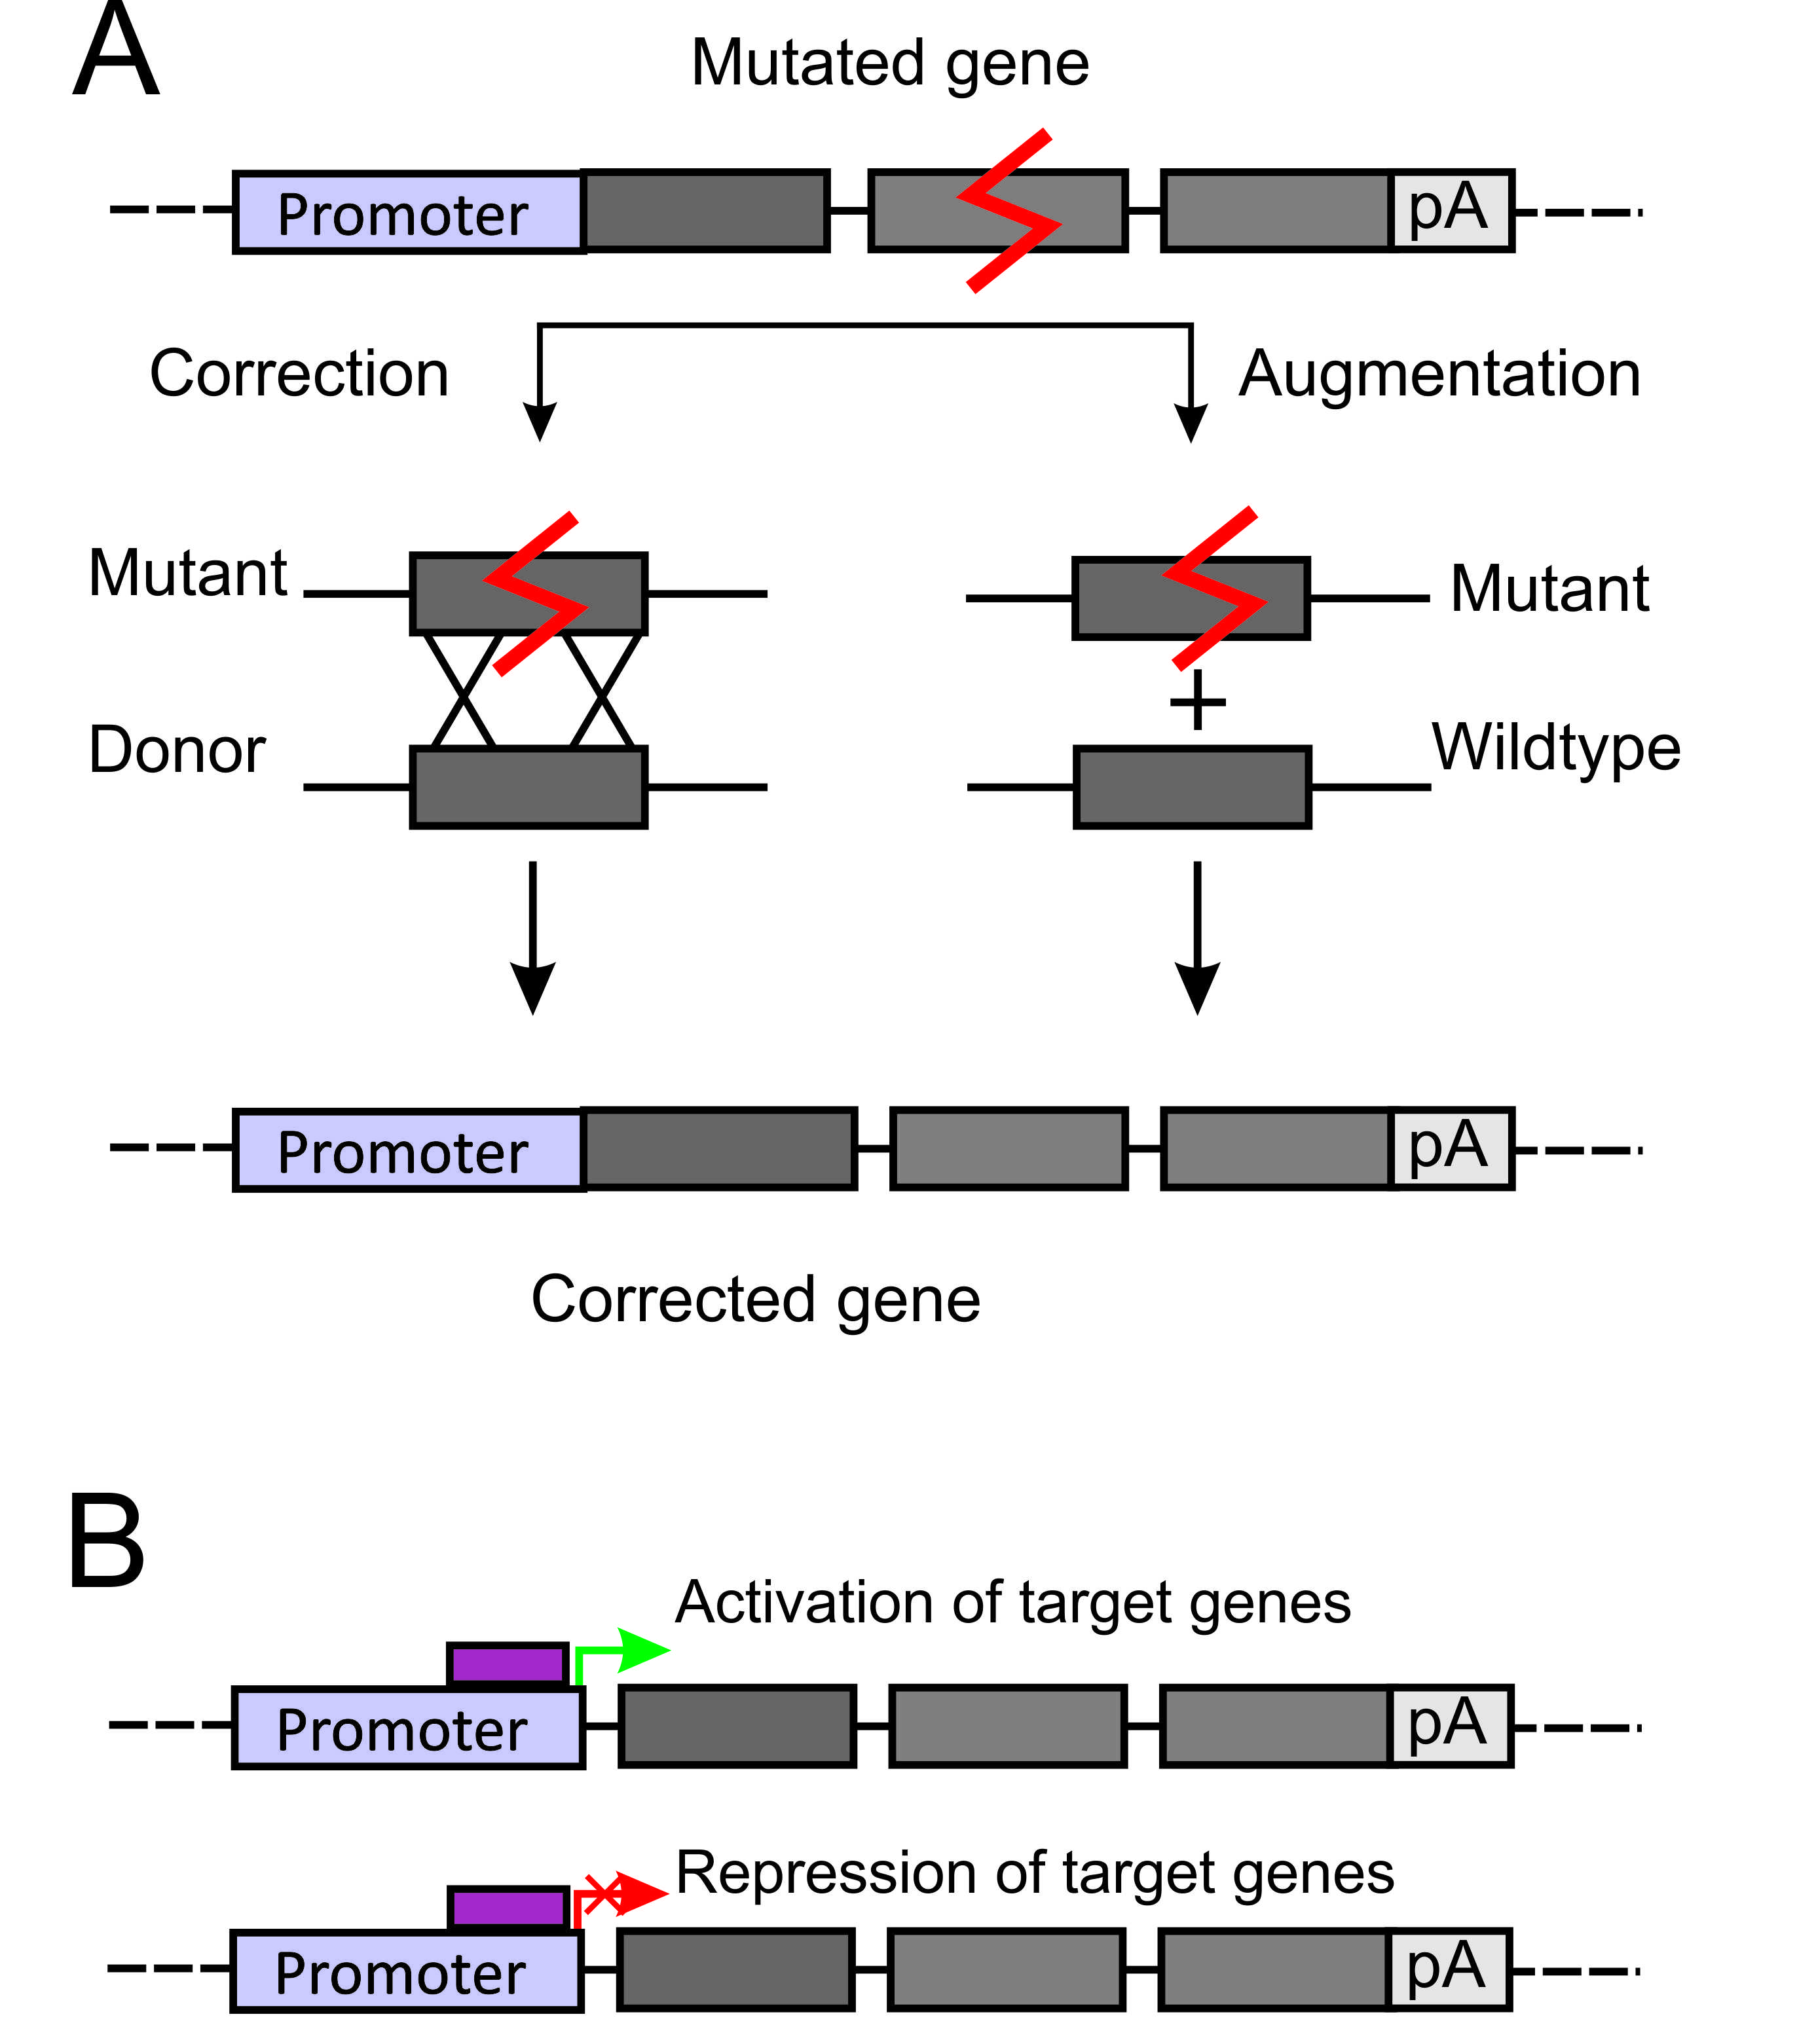 A
Mutated gene
Promoter
pA
Correction
Augmentation
Mutant
Mutant
Donor
Wildtype
Promoter
pA
Corrected gene
B
Activation of target genes
Promoter
pA
Repression of target genes
Promoter
pA